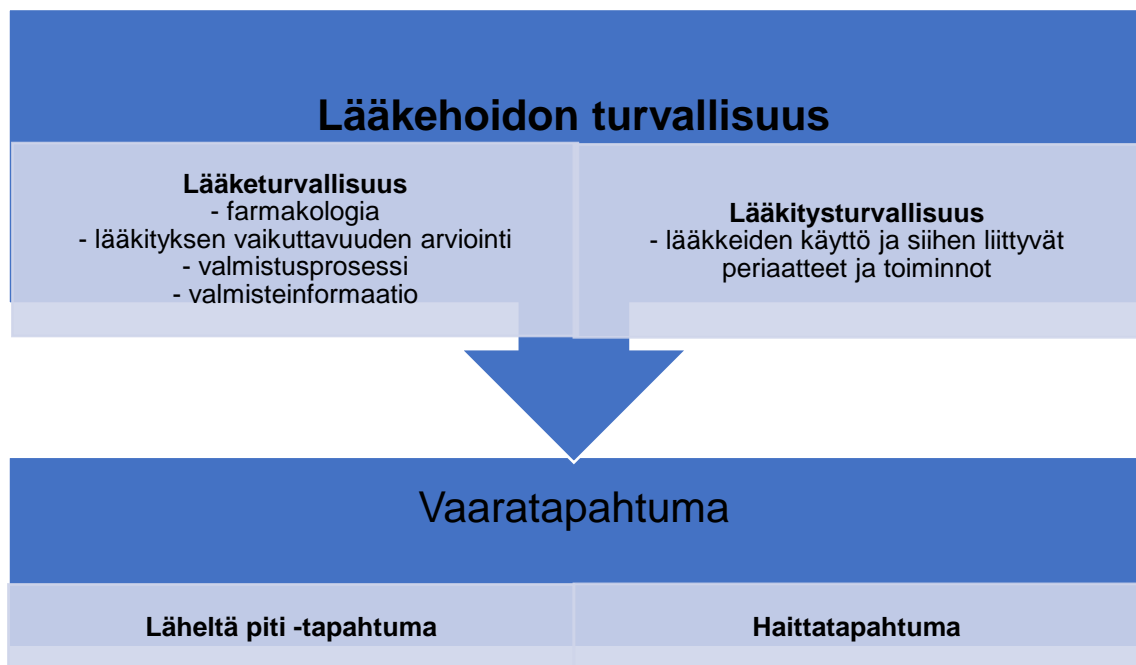 Lääkehoidon turvallisuus
Lääketurvallisuus
- farmakologia
- lääkityksen vaikuttavuuden arviointi
- valmistusprosessi
- valmisteinformaatio
Lääkitysturvallisuus
- lääkkeiden käyttö ja siihen liittyvät
periaatteet ja toiminnot
Vaaratapahtuma
Läheltä piti -tapahtuma
Haittatapahtuma